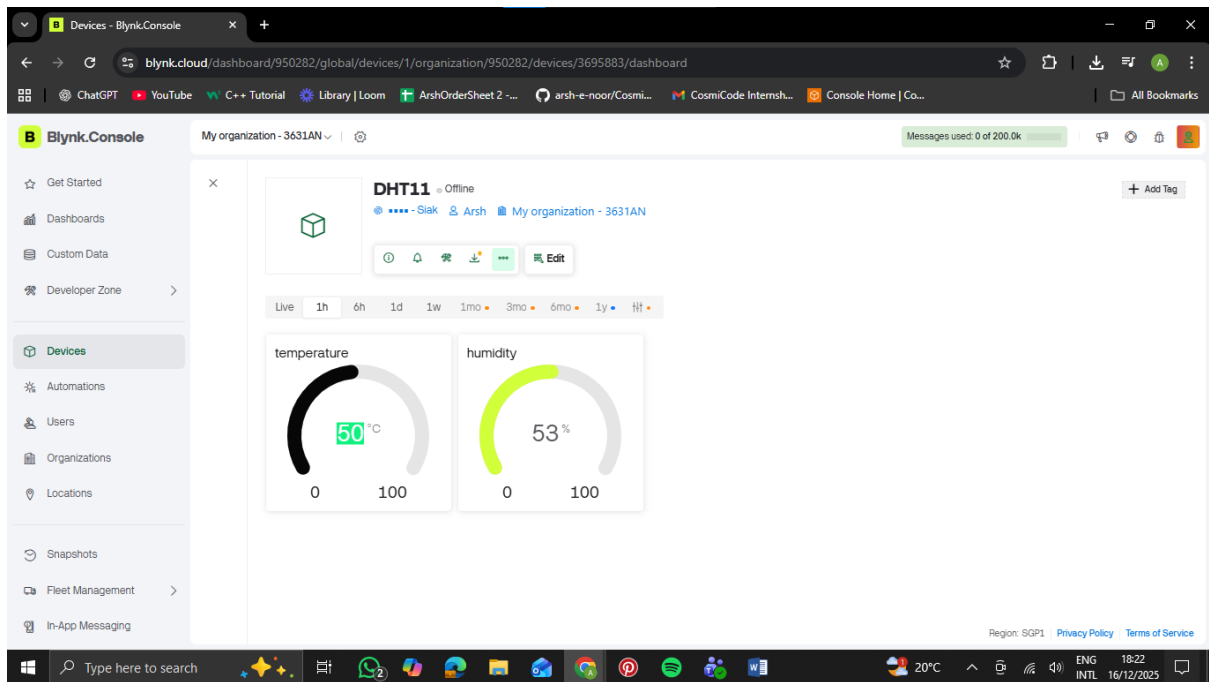 Devices - Blynk.Console
blynk.cloud/dashboard/950282/global/devices/1/organization/950282/devices/3695883/dashboard
ChatGPT YouTube C++ Tutorial Library | Loom ArshOrderSheet 2 -... arsh-e-noor/Cosmi... CosmiCode Internsh... Console Home | Co... All Bookmarks
B Blynk.Console
My organization - 3631AN
Messages used: 0 of 200.0k
Get Started
Dashboards
Custom Data
Developer Zone
Devices
Automations
Users
Organizations
Locations
Snapshots
Fleet Management
In-App Messaging
DHT11 Offline
Add Tag
•••• - Siak Arsh My organization - 3631AN
Edit
Live 1h 6h 1d 1w 1mo 3mo 6mo 1y
temperature
50 °C
0 100
humidity
53 %
0 100
Region: SGP1 Privacy Policy Terms of Service
Type here to search
2
20°C
ENG
INTL
18:22
16/12/2025